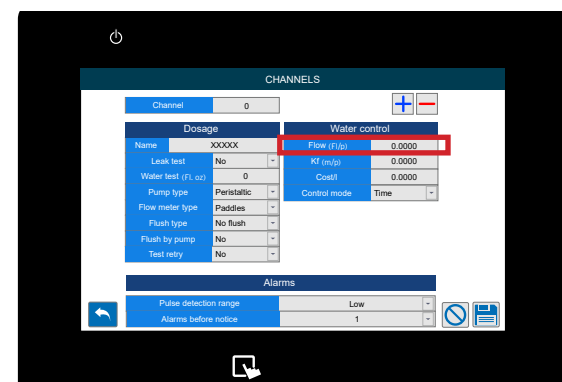 CHANNELS
Channel 0
Dosage
Name XXXXX
Leak test No
Water test (FL oz) 0
Pump type Peristaltic
Flow meter type Paddles
Flush type No flush
Flush by pump No
Test retry No
Water control
Flow (Fl/p) 0.0000
Kf (m/p) 0.0000
Cost/l 0.0000
Control mode Time
Alarms
Pulse detection range Low
Alarms before notice 1